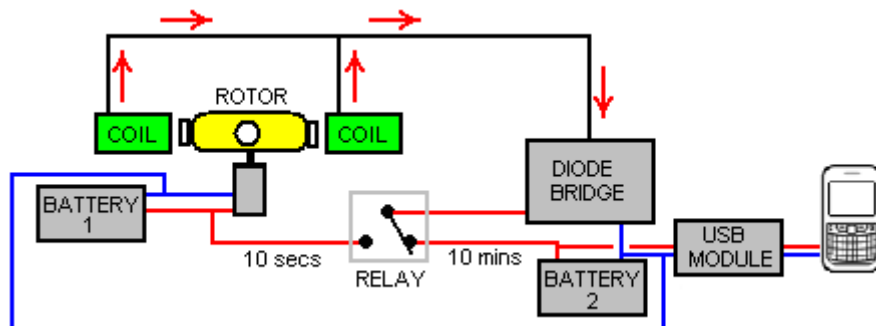 ROTOR
COIL
COIL
DIODE
BRIDGE
BATTERY
1
10 secs
RELAY
10 mins
BATTERY
2
USB
MODULE